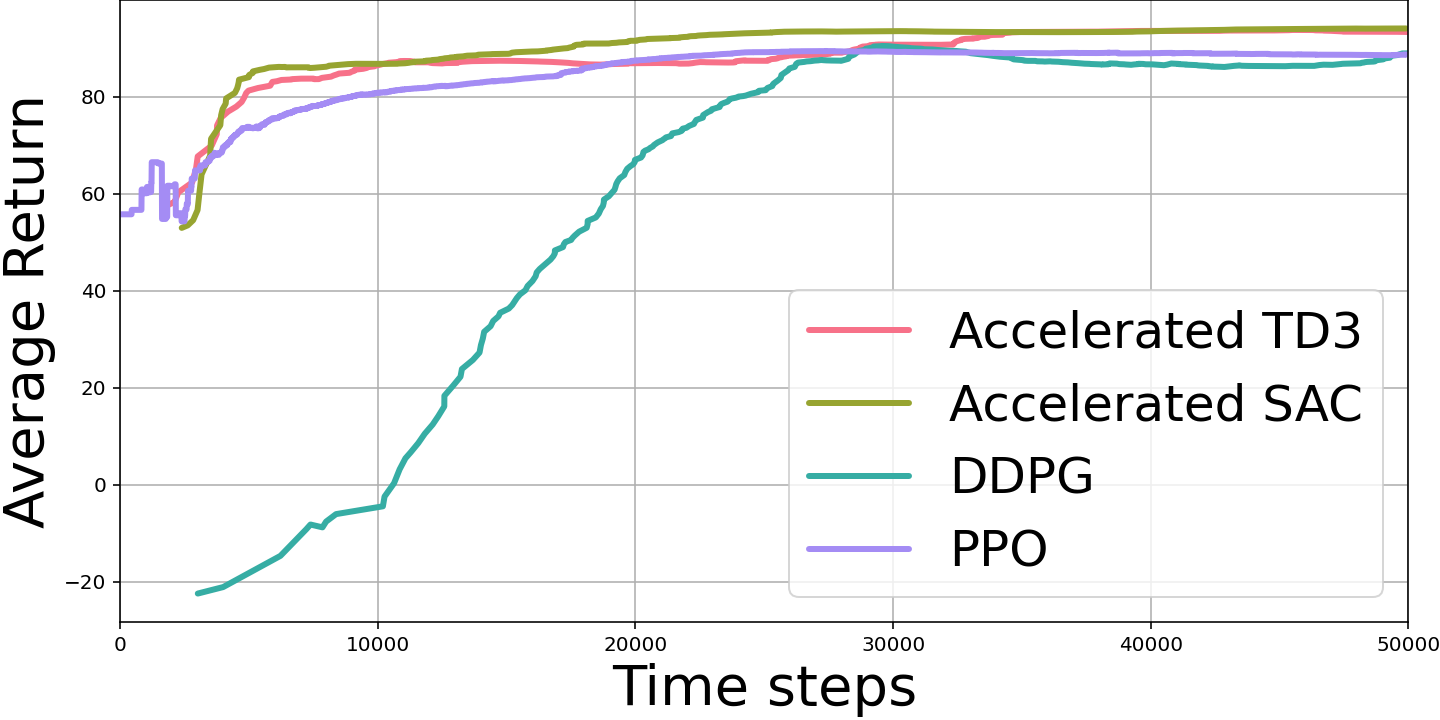 Average Return
80
60
40
20
0
−20
0 10000 20000 30000 40000 50000
Time steps
Accelerated TD3
Accelerated SAC
DDPG
PPO